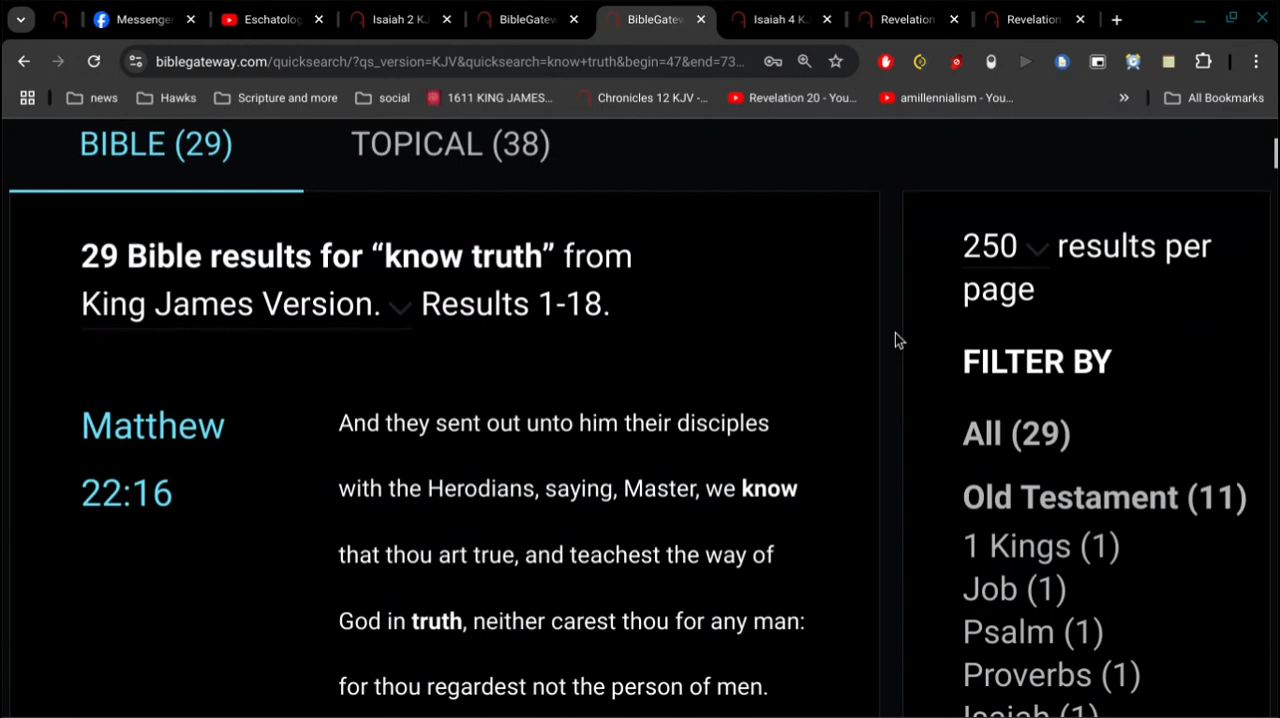 Messenger
Eschatolog
Isaiah 2 K
BibleGatew
BibleGatew
Isaiah 4 K
Revelation
Revelation
biblegateway.com/quicksearch/?qs_version=KJV&quicksearch=know+truth&begin=47&end=73...
news
Hawks
Scripture and more
social
1611 KING JAMES...
Chronicles 12 KJV -...
Revelation 20 - You...
amillennialism - You...
All Bookmarks
BIBLE (29)
TOPICAL (38)
29 Bible results for “know truth” from
King James Version. Results 1-18.
Matthew
22:16
And they sent out unto him their disciples
with the Herodians, saying, Master, we know
that thou art true, and teachest the way of
God in truth, neither carest thou for any man:
for thou regardest not the person of men.
250 results per
page
FILTER BY
All (29)
Old Testament (11)
1 Kings (1)
Job (1)
Psalm (1)
Proverbs (1)
Isaiah (1)